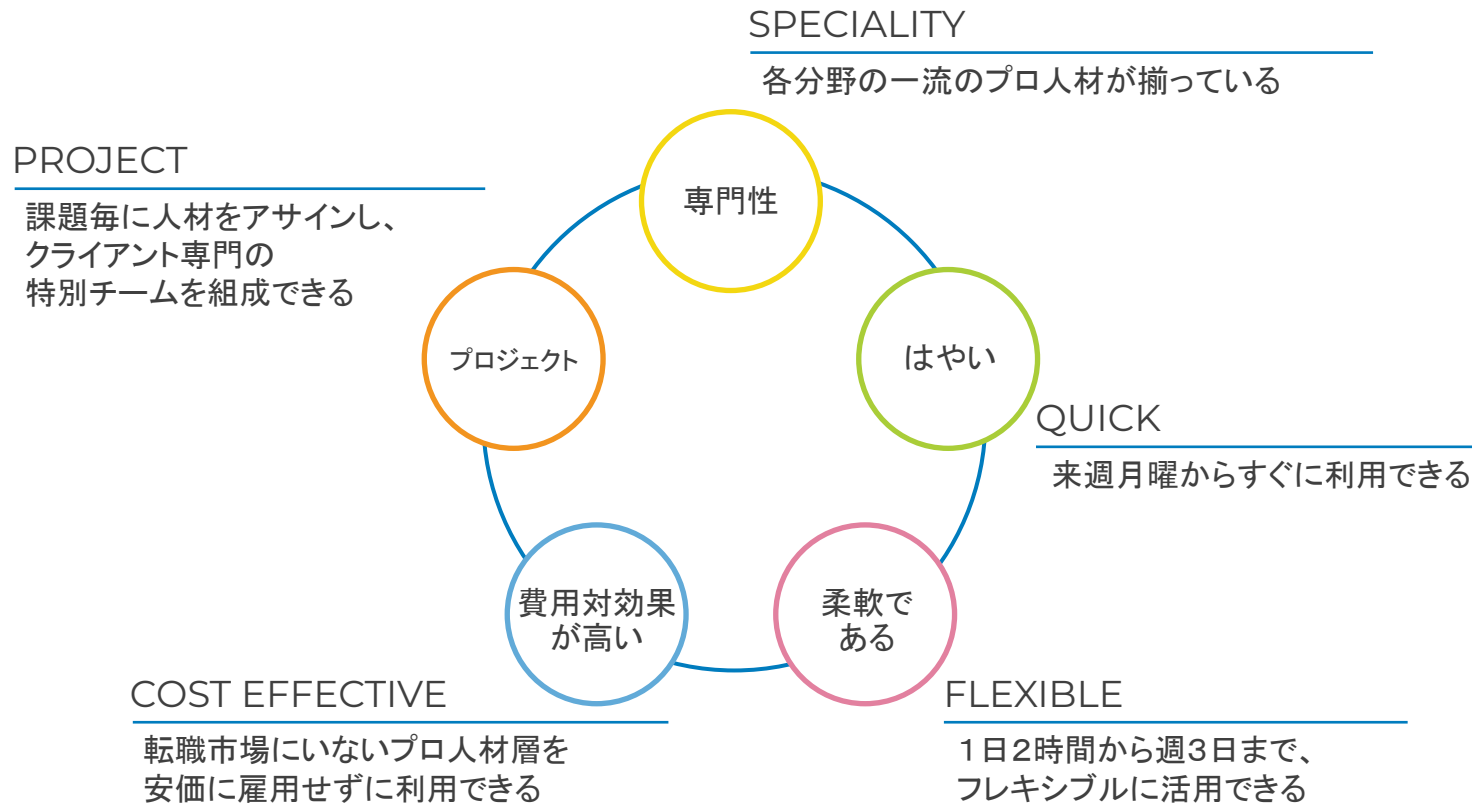 SPECIALITY
各分野の一流のプロ人材が揃っている
専門性
PROJECT
課題毎に人材をアサインし、
クライアント専門の
特別チームを組成できる
プロジェクト
はやい
QUICK
来週月曜からすぐに利用できる
費用対効果
が高い
柔軟で
ある
COST EFFECTIVE
転職市場にいないプロ人材層を
安価に雇用せずに利用できる
FLEXIBLE
1日2時間から週3日まで、
フレキシブルに活用できる